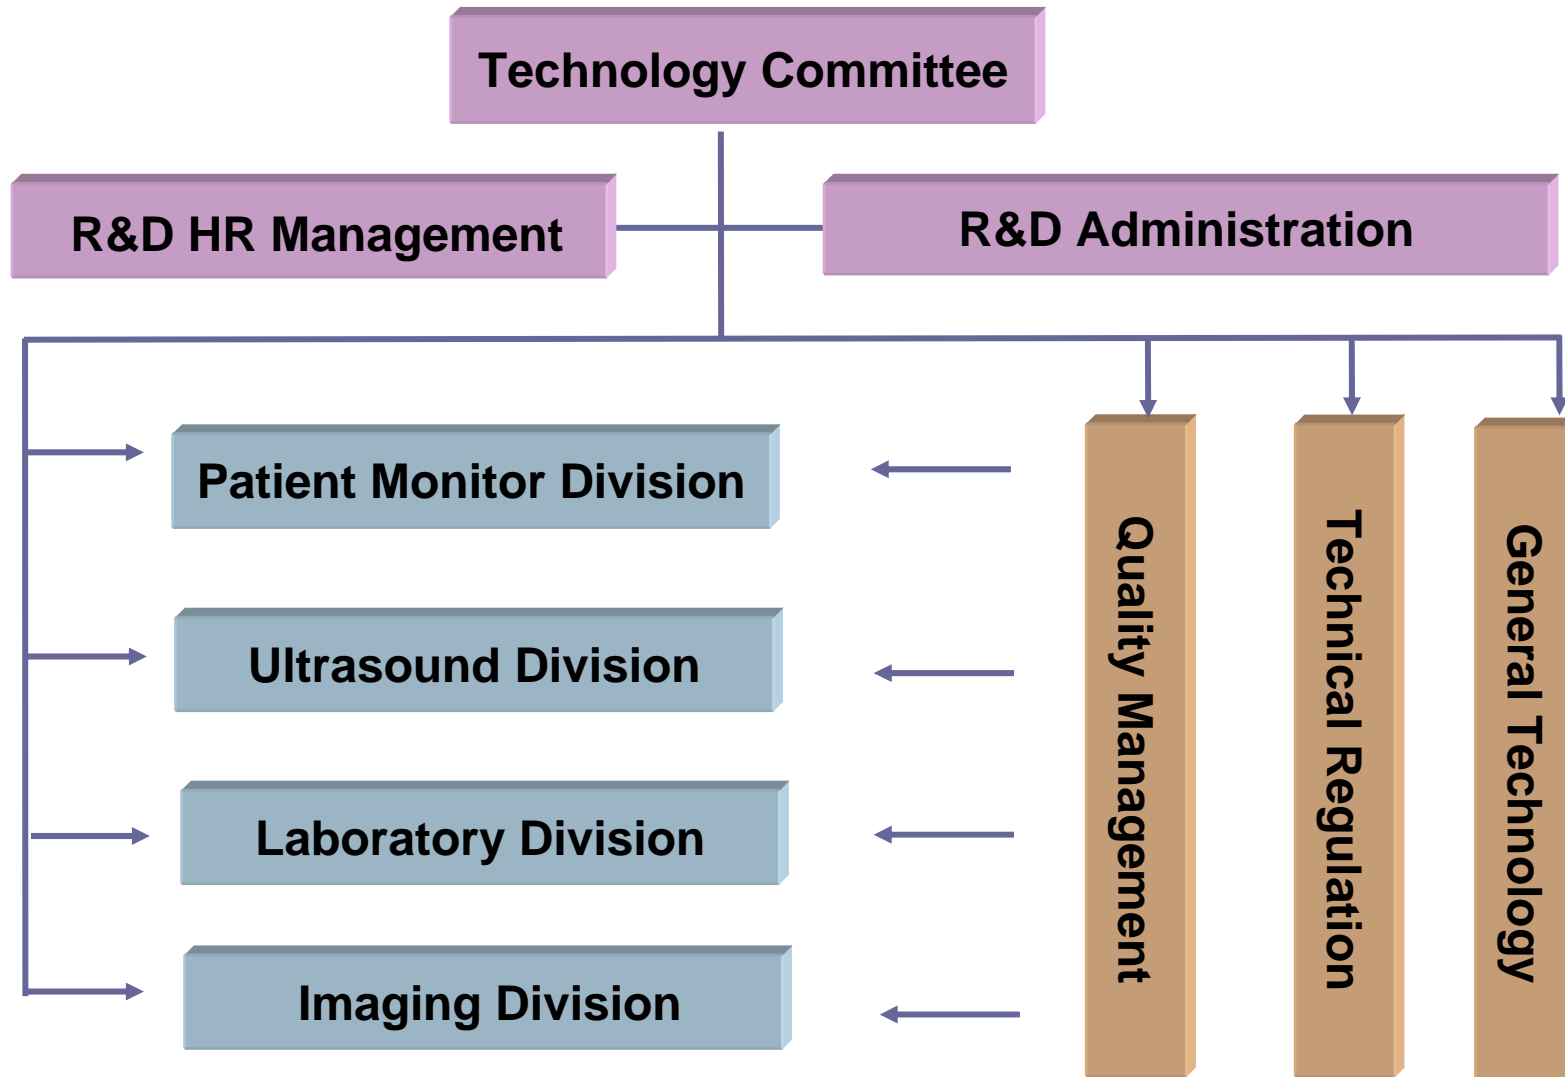 Technology Committee
R&D HR Management
R&D Administration
Patient Monitor Division
Ultrasound Division
Laboratory Division
Imaging Division
Quality Management
Technical Regulation
General Technology